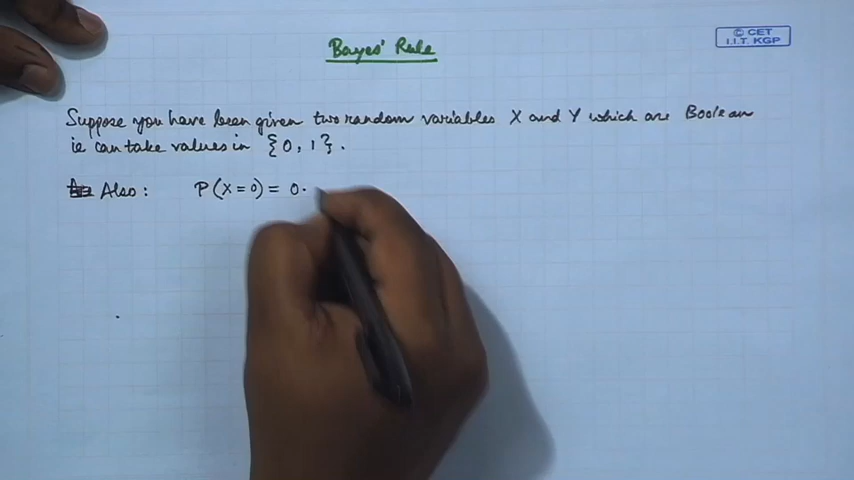 Bayes' Rule
© CET
I.I.T. KGP
Suppose you have been given two random variables X and Y which are Boolean
ie can take values in {0, 1}.
Also: P(X=0) = 0.